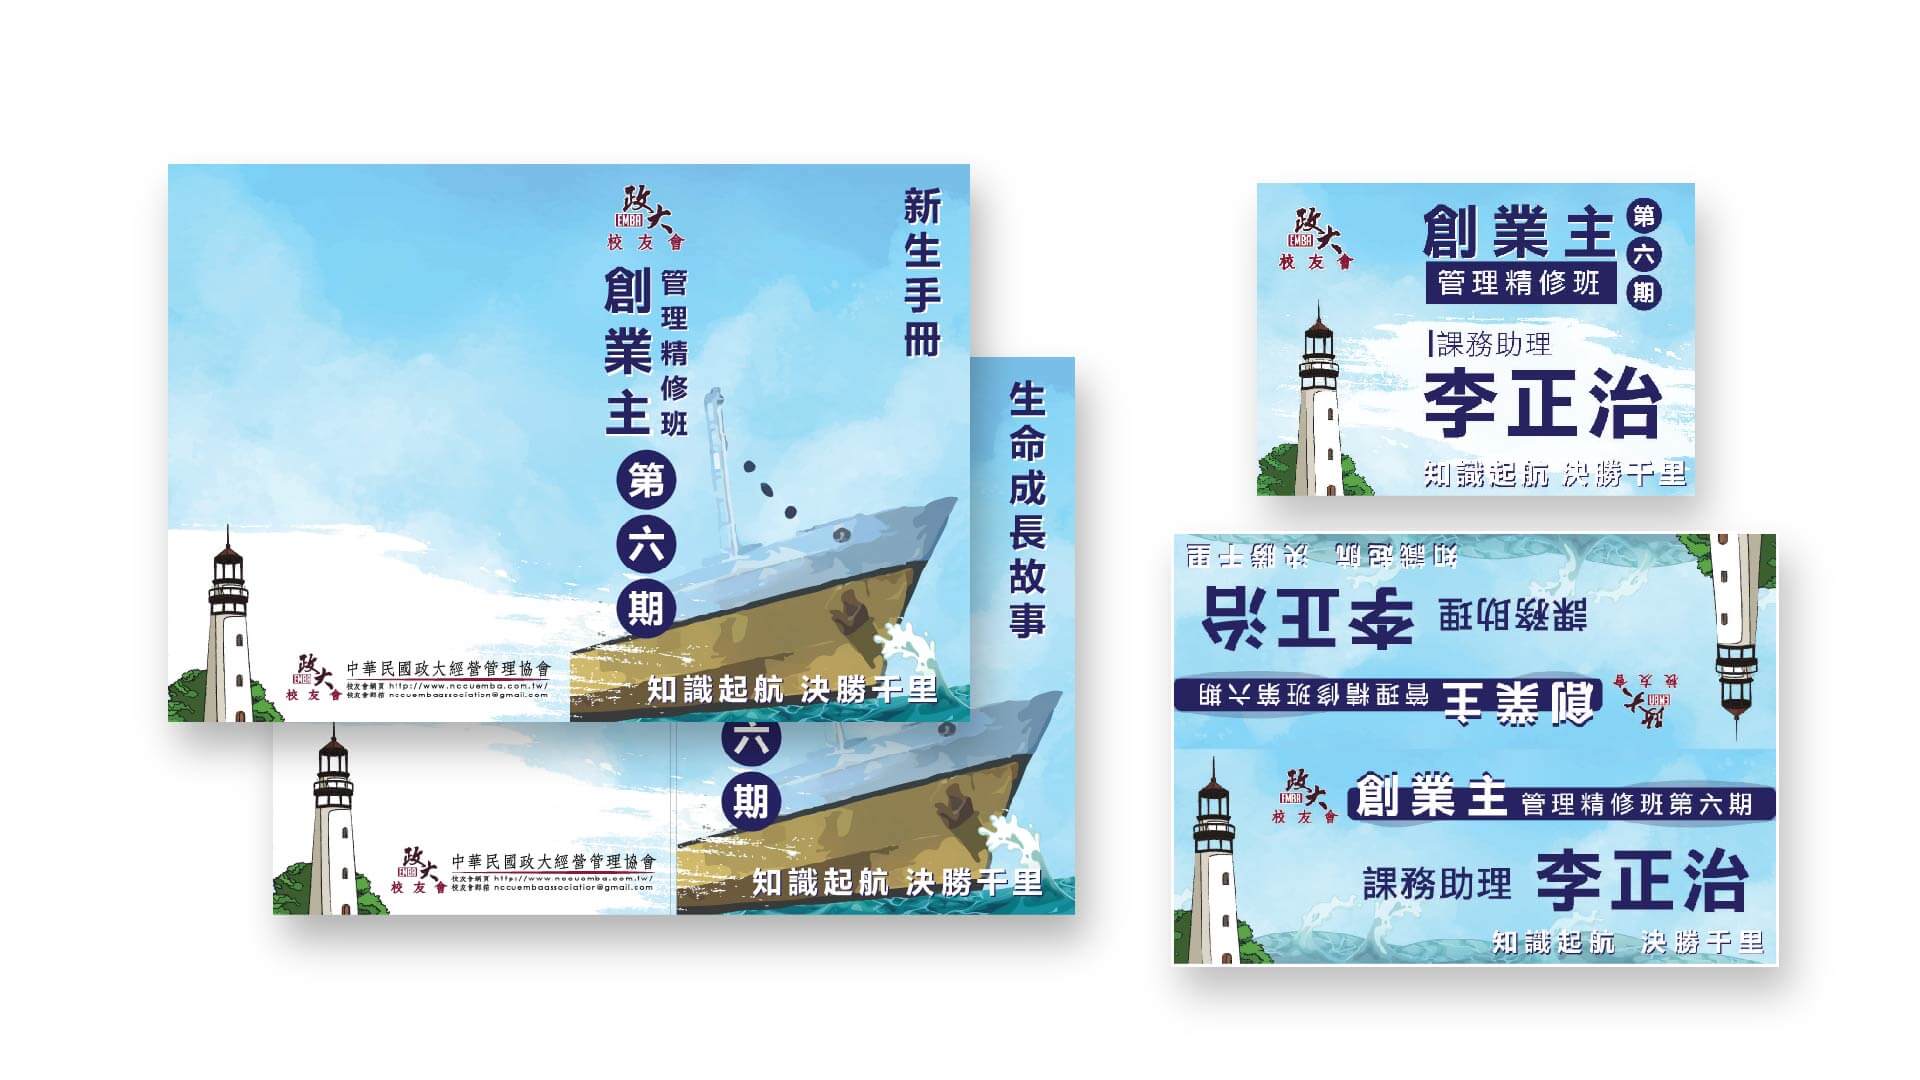 政大
EMBA
校友會
創業主
管理精修班
第六期
新生手冊
知識起航 決勝千里
政大
EMBA
校友會
中華民國政大經營管理協會
校友會網頁 http://www.nccuemba.com.tw/
校友會郵箱 nccuembaassociation@gmail.com
生命成長故事
六期
知識起航 決勝千里
政大
EMBA
校友會
中華民國政大經營管理協會
校友會網頁 http://www.nccuemba.com.tw/
校友會郵箱 nccuembaassociation@gmail.com
政大
EMBA
校友會
創業主
管理精修班
第六期
課務助理
李正治
知識起航 決勝千里
知識起航 決勝千里
課務助理 李正治
政大
EMBA
校友會
創業主 管理精修班第六期
政大
EMBA
校友會
創業主 管理精修班第六期
課務助理 李正治
知識起航 決勝千里